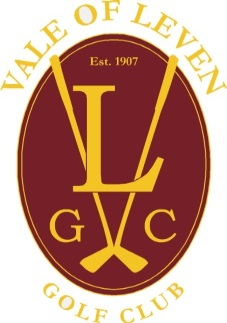 VALE OF LEVEN
Est. 1907
L
G C
GOLF CLUB